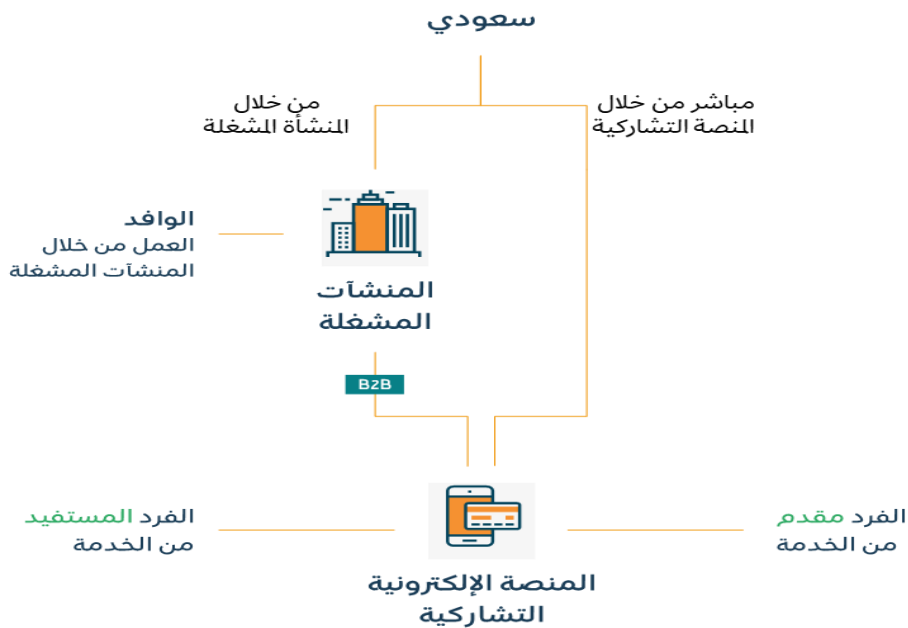 سعودي
مباشر من خلال
المنصة التشاركية
من خلال
المنشأة المشغلة
الوافد
العمل من خلال
المنشآت المشغلة
المنشآت
المشغلة
B2B
الفرد مقدم
من الخدمة
الفرد المستفيد
من الخدمة
المنصة الإلكترونية
التشاركية